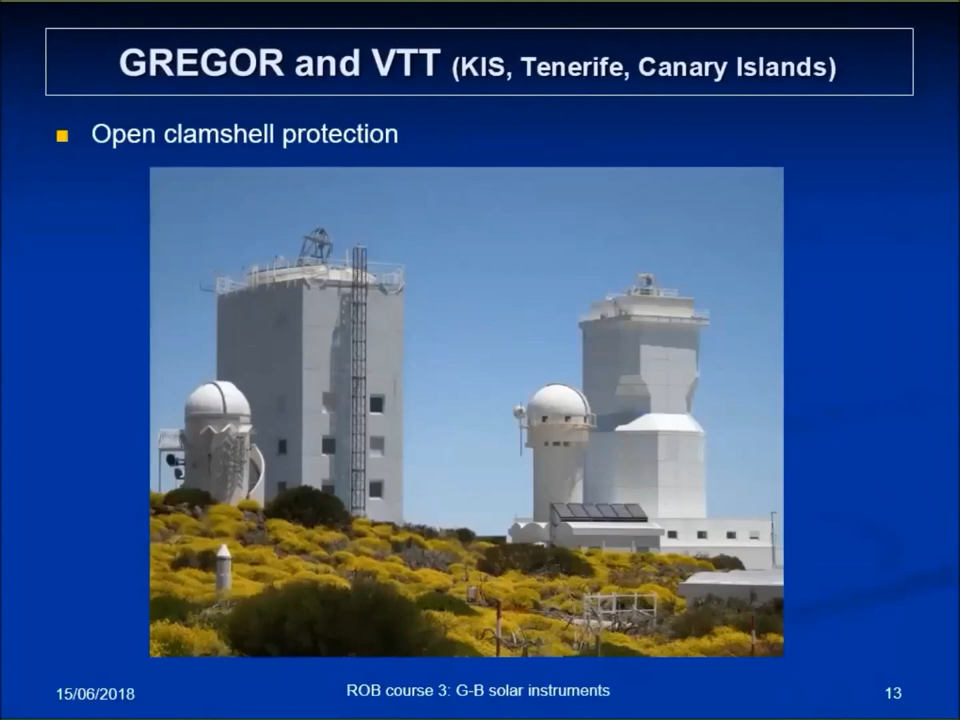 GREGOR and VTT (KIS, Tenerife, Canary Islands)
Open clamshell protection
15/06/2018
ROB course 3: G-B solar instruments
13